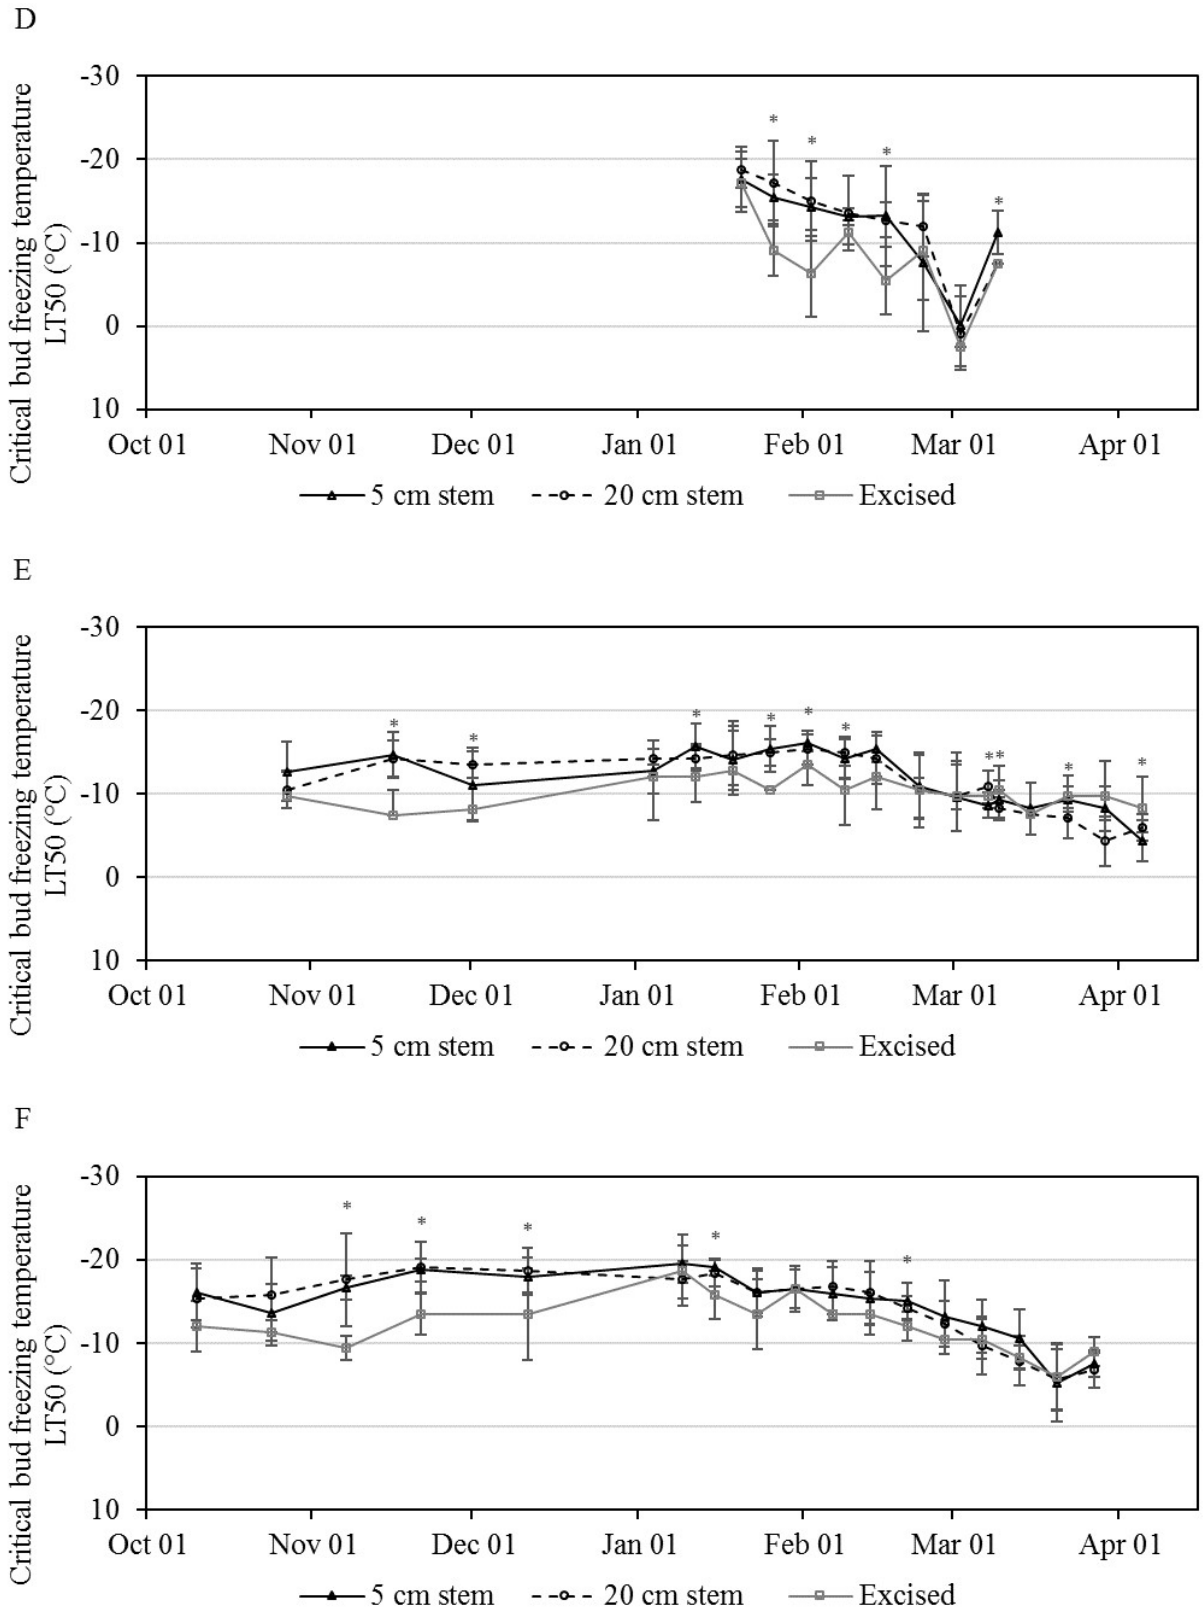 D
Critical bud freezing temperature
LT50 (°C)
-30
-20
-10
0
10
Oct 01 Nov 01 Dec 01 Jan 01 Feb 01 Mar 01 Apr 01
* * * *
5 cm stem 20 cm stem Excised
E
Critical bud freezing temperature
LT50 (°C)
-30
-20
-10
0
10
Oct 01 Nov 01 Dec 01 Jan 01 Feb 01 Mar 01 Apr 01
* * * * * * * * * *
5 cm stem 20 cm stem Excised
F
Critical bud freezing temperature
LT50 (°C)
-30
-20
-10
0
10
Oct 01 Nov 01 Dec 01 Jan 01 Feb 01 Mar 01 Apr 01
* * * * *
5 cm stem 20 cm stem Excised